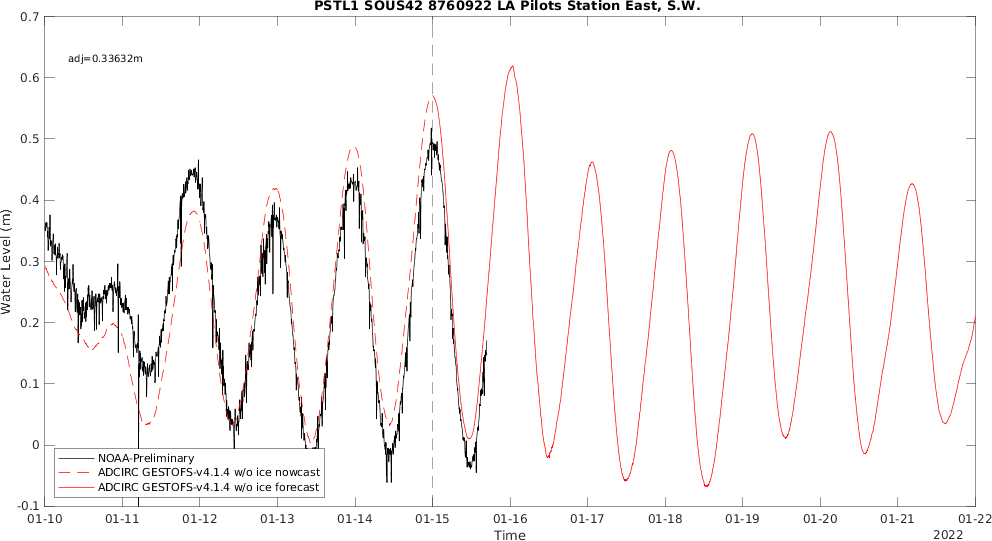 PSTL1 SOUS42 8760922 LA Pilots Station East, S.W.
adj=0.33632m
Water Level (m)
0.7
0.6
0.5
0.4
0.3
0.2
0.1
0
-0.1
NOAA-Preliminary
ADCIRC GESTOFS-v4.1.4 w/o ice nowcast
ADCIRC GESTOFS-v4.1.4 w/o ice forecast
01-10 01-11 01-12 01-13 01-14 01-15 01-16 01-17 01-18 01-19 01-20 01-21 01-22
Time
2022